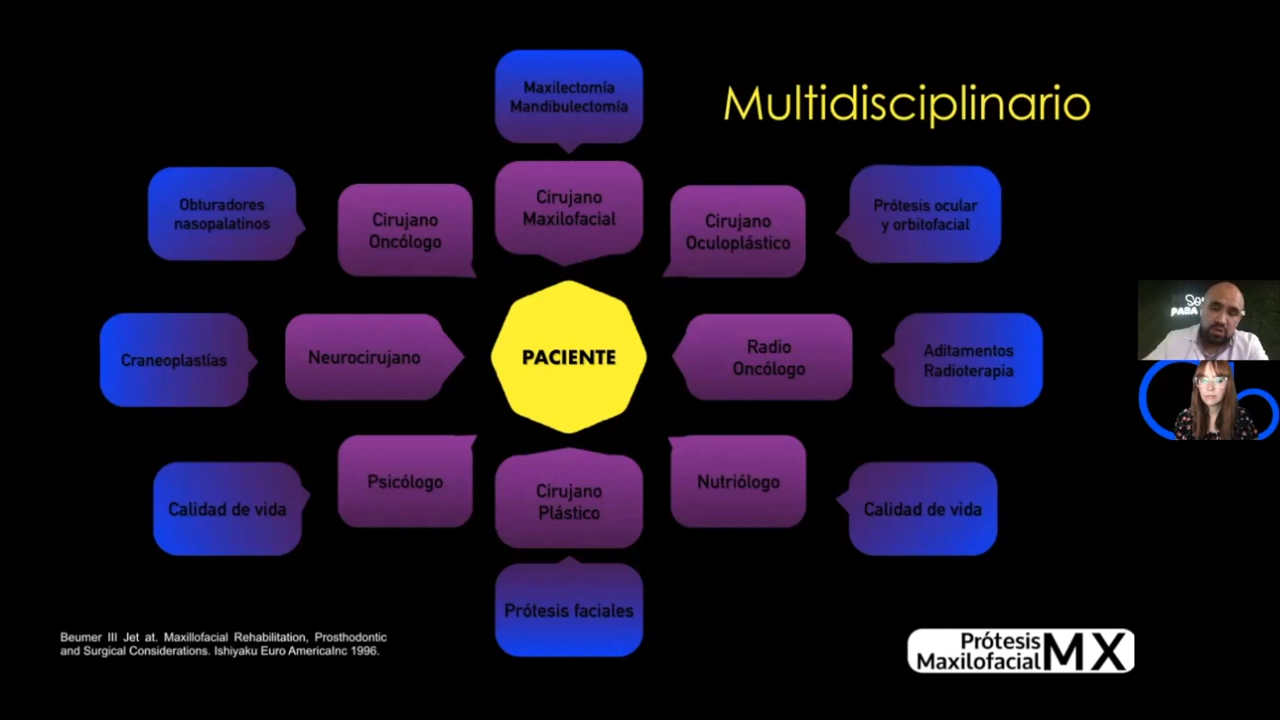 Multidisciplinario
Maxilectomía
Mandibulectomía
Obturadores
nasopalatinos
Cirujano
Oncólogo
Cirujano
Maxilofacial
Cirujano
Oculoplástico
Prótesis ocular
y orbitofacial
Craneoplastías
Neurocirujano
PACIENTE
Radio
Oncólogo
Aditamentos
Radioterapia
Calidad de vida
Psicólogo
Cirujano
Plástico
Nutriólogo
Calidad de vida
Prótesis faciales
Beumer III Jet at. Maxillofacial Rehabilitation, Prosthodontic
and Surgical Considerations. Ishiyaku Euro AmericaInc 1996.
Prótesis
Maxilofacial MX